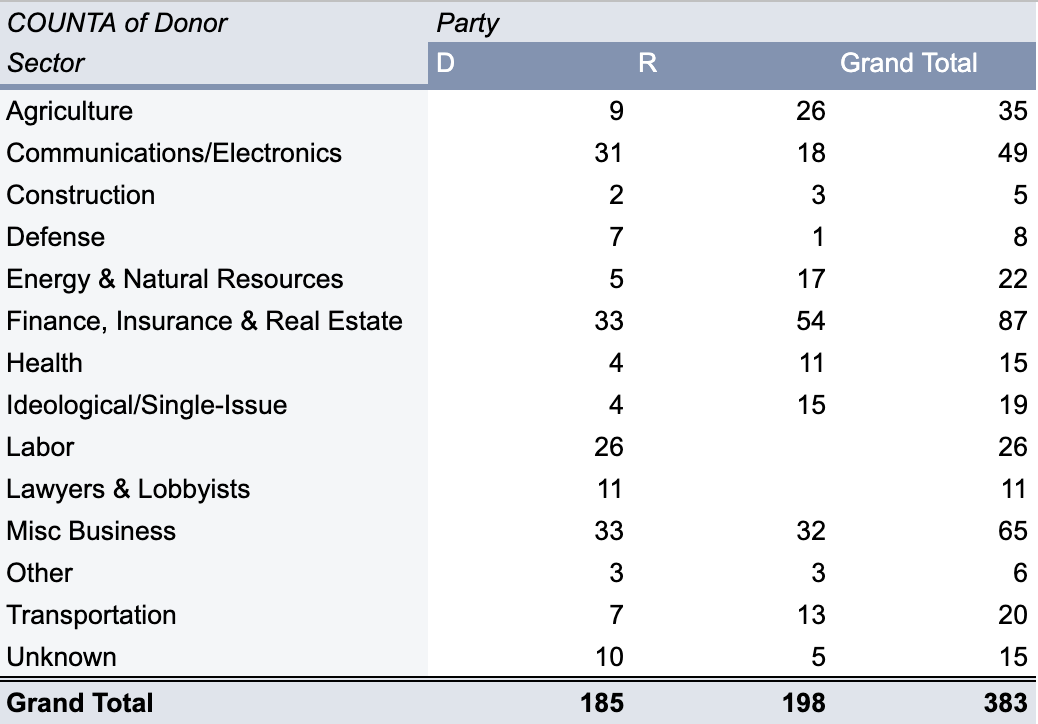 COUNTA of Donor Party
Sector D R Grand Total
Agriculture 9 26 35
Communications/Electronics 31 18 49
Construction 2 3 5
Defense 7 1 8
Energy & Natural Resources 5 17 22
Finance, Insurance & Real Estate 33 54 87
Health 4 11 15
Ideological/Single-Issue 4 15 19
Labor 26 26
Lawyers & Lobbyists 11 11
Misc Business 33 32 65
Other 3 3 6
Transportation 7 13 20
Unknown 10 5 15
Grand Total 185 198 383